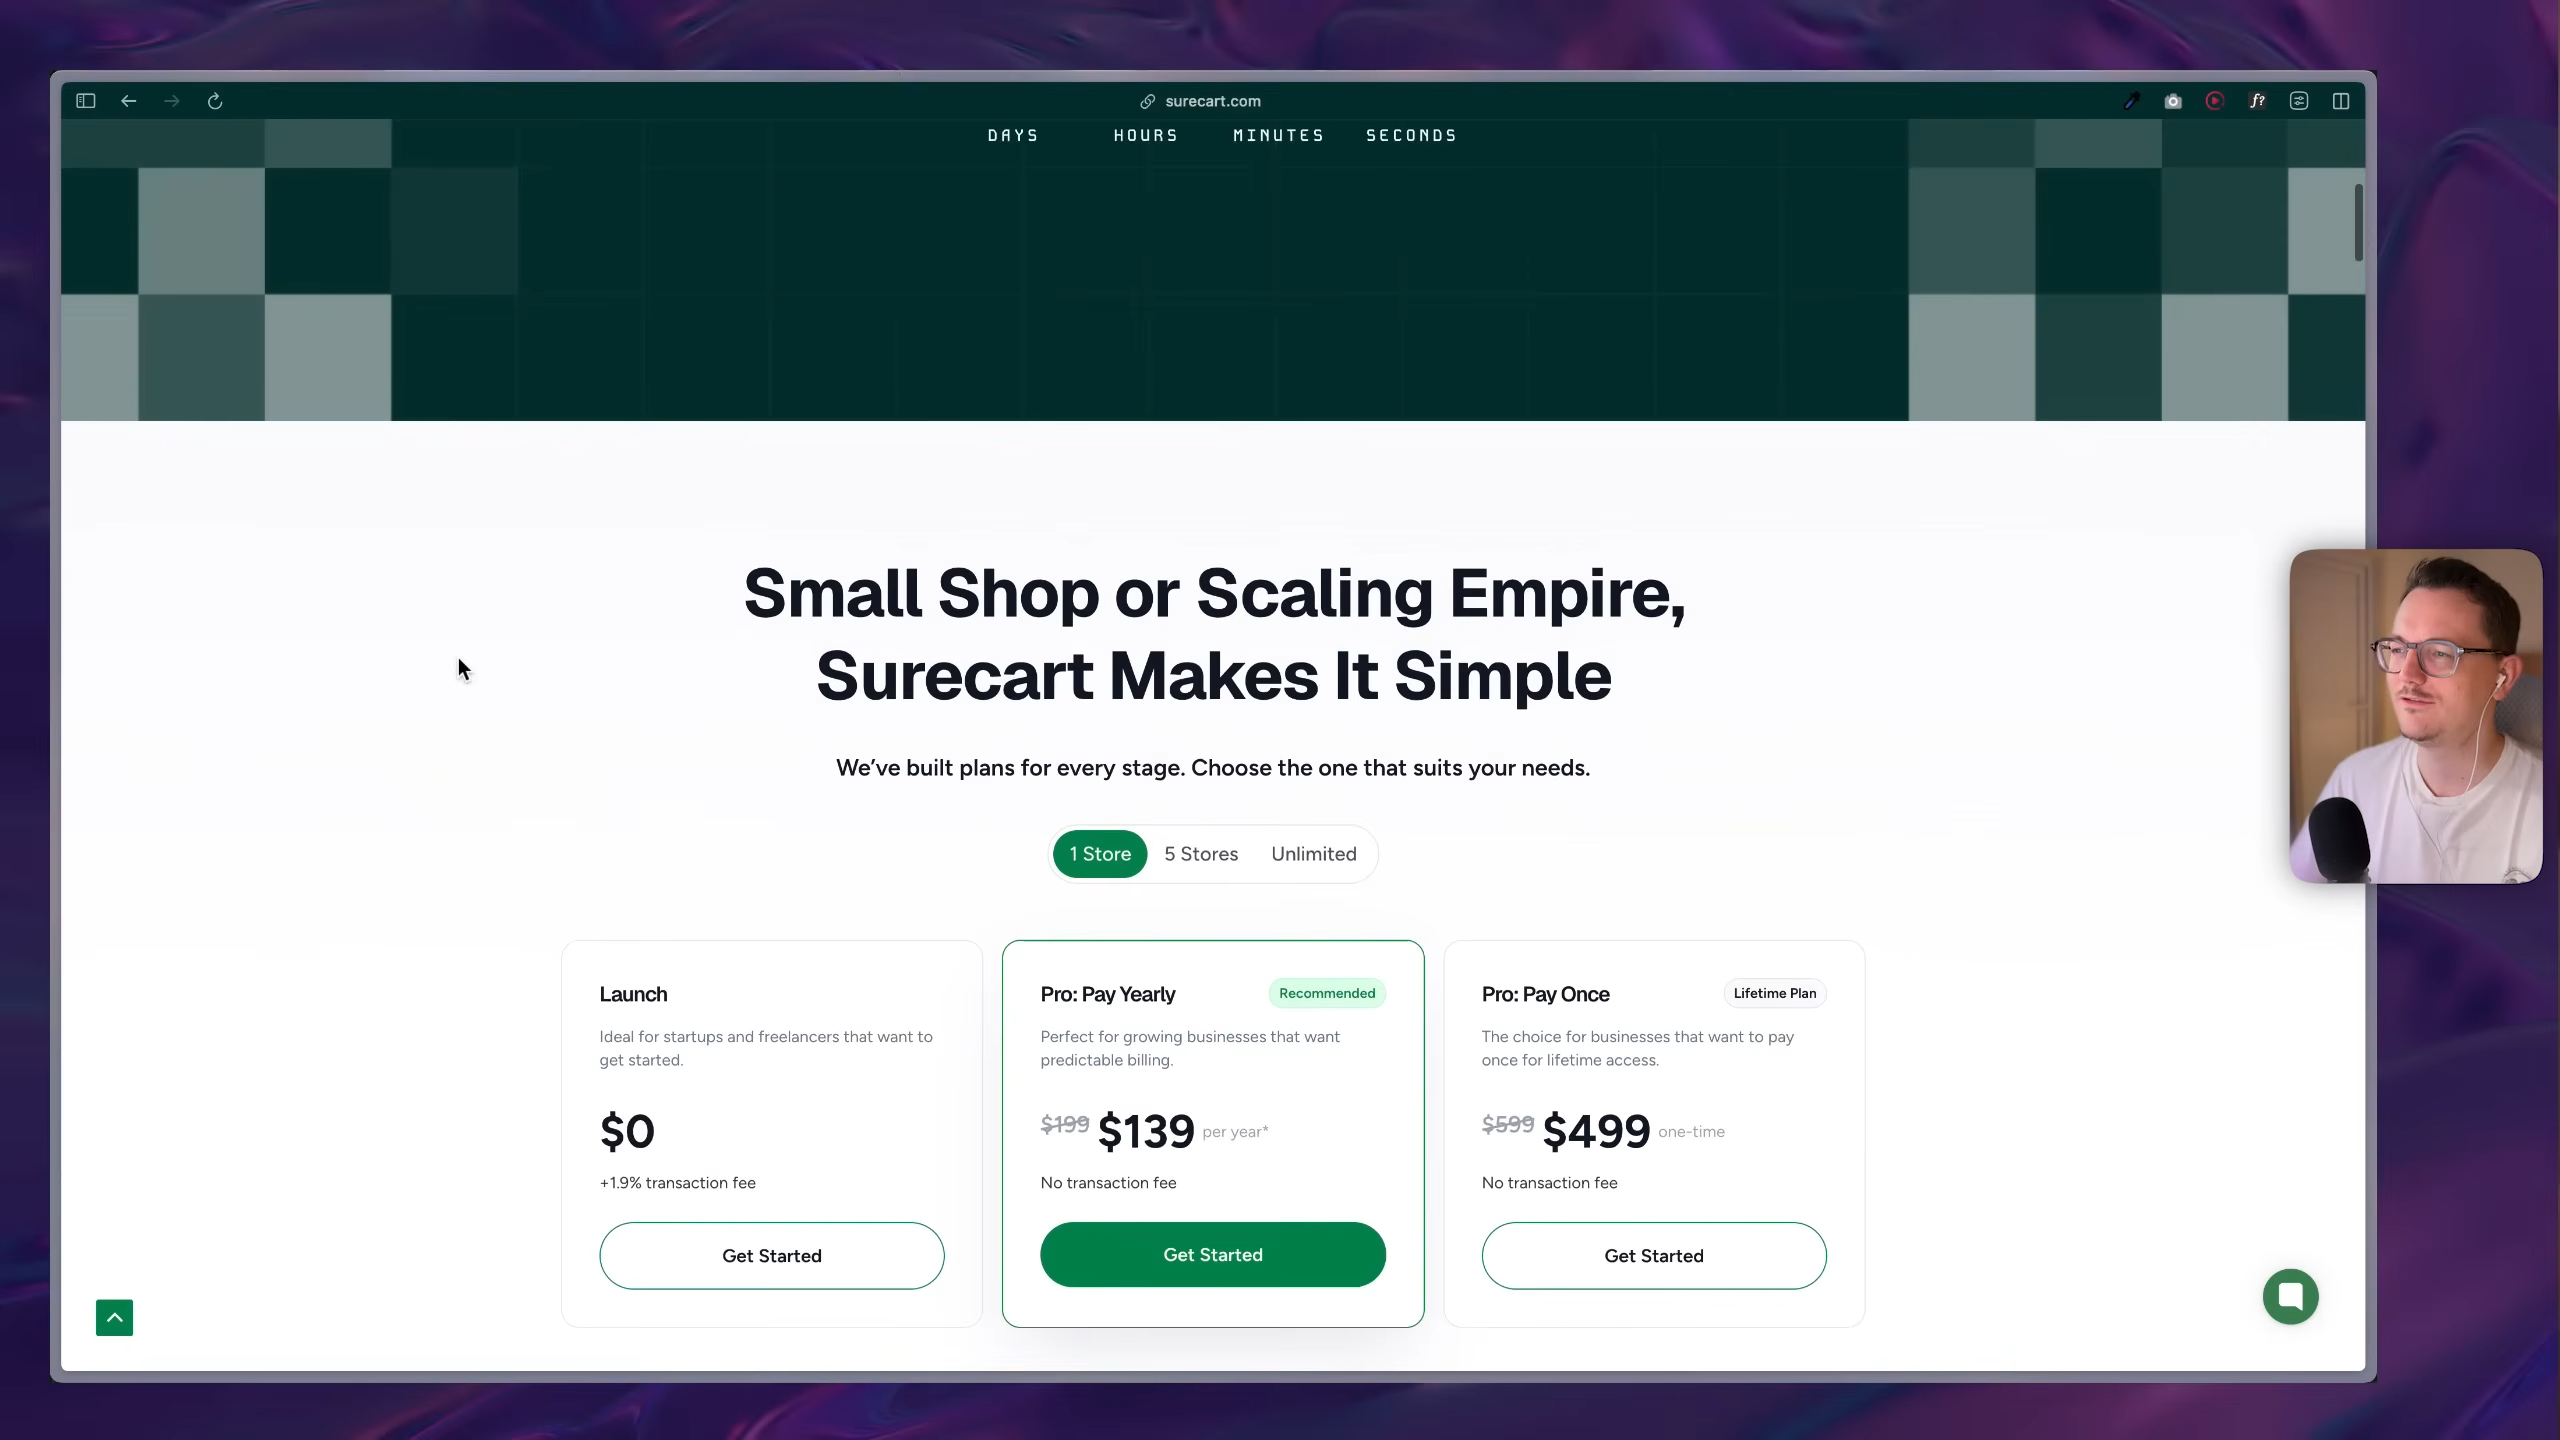 surecart.com
f?
DAYS HOURS MINUTES SECONDS
Small Shop or Scaling Empire,
Surecart Makes It Simple
We’ve built plans for every stage. Choose the one that suits your needs.
1 Store 5 Stores Unlimited
Launch
Ideal for startups and freelancers that want to
get started.
$0
+1.9% transaction fee
Get Started
Pro: Pay Yearly Recommended
Perfect for growing businesses that want
predictable billing.
$199 $139 per year*
No transaction fee
Get Started
Pro: Pay Once Lifetime Plan
The choice for businesses that want to pay
once for lifetime access.
$599 $499 one-time
No transaction fee
Get Started